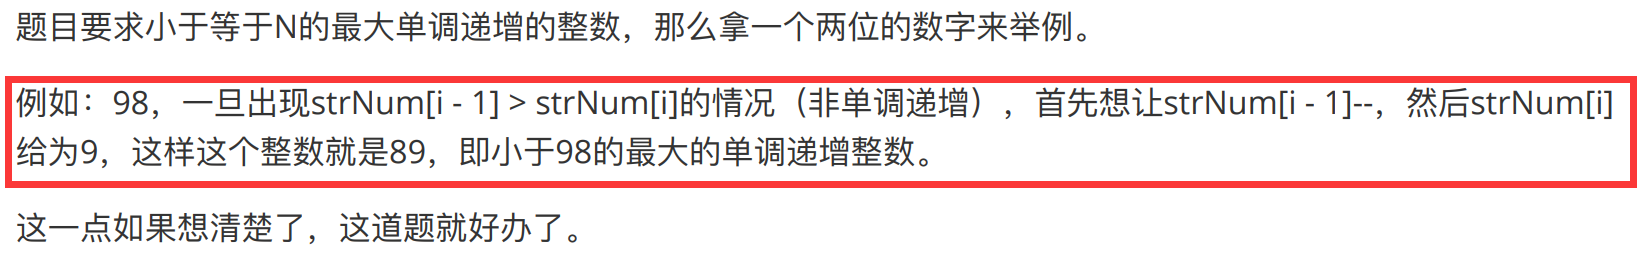 题目要求小于等于N的最大单调递增的整数，那么拿一个两位的数字来举例。
例如：98，一旦出现strNum[i - 1] > strNum[i]的情况（非单调递增），首先想让strNum[i - 1]--，然后strNum[i]
给为9，这样这个整数就是89，即小于98的最大的单调递增整数。
这一点如果想清楚了，这道题就好办了。